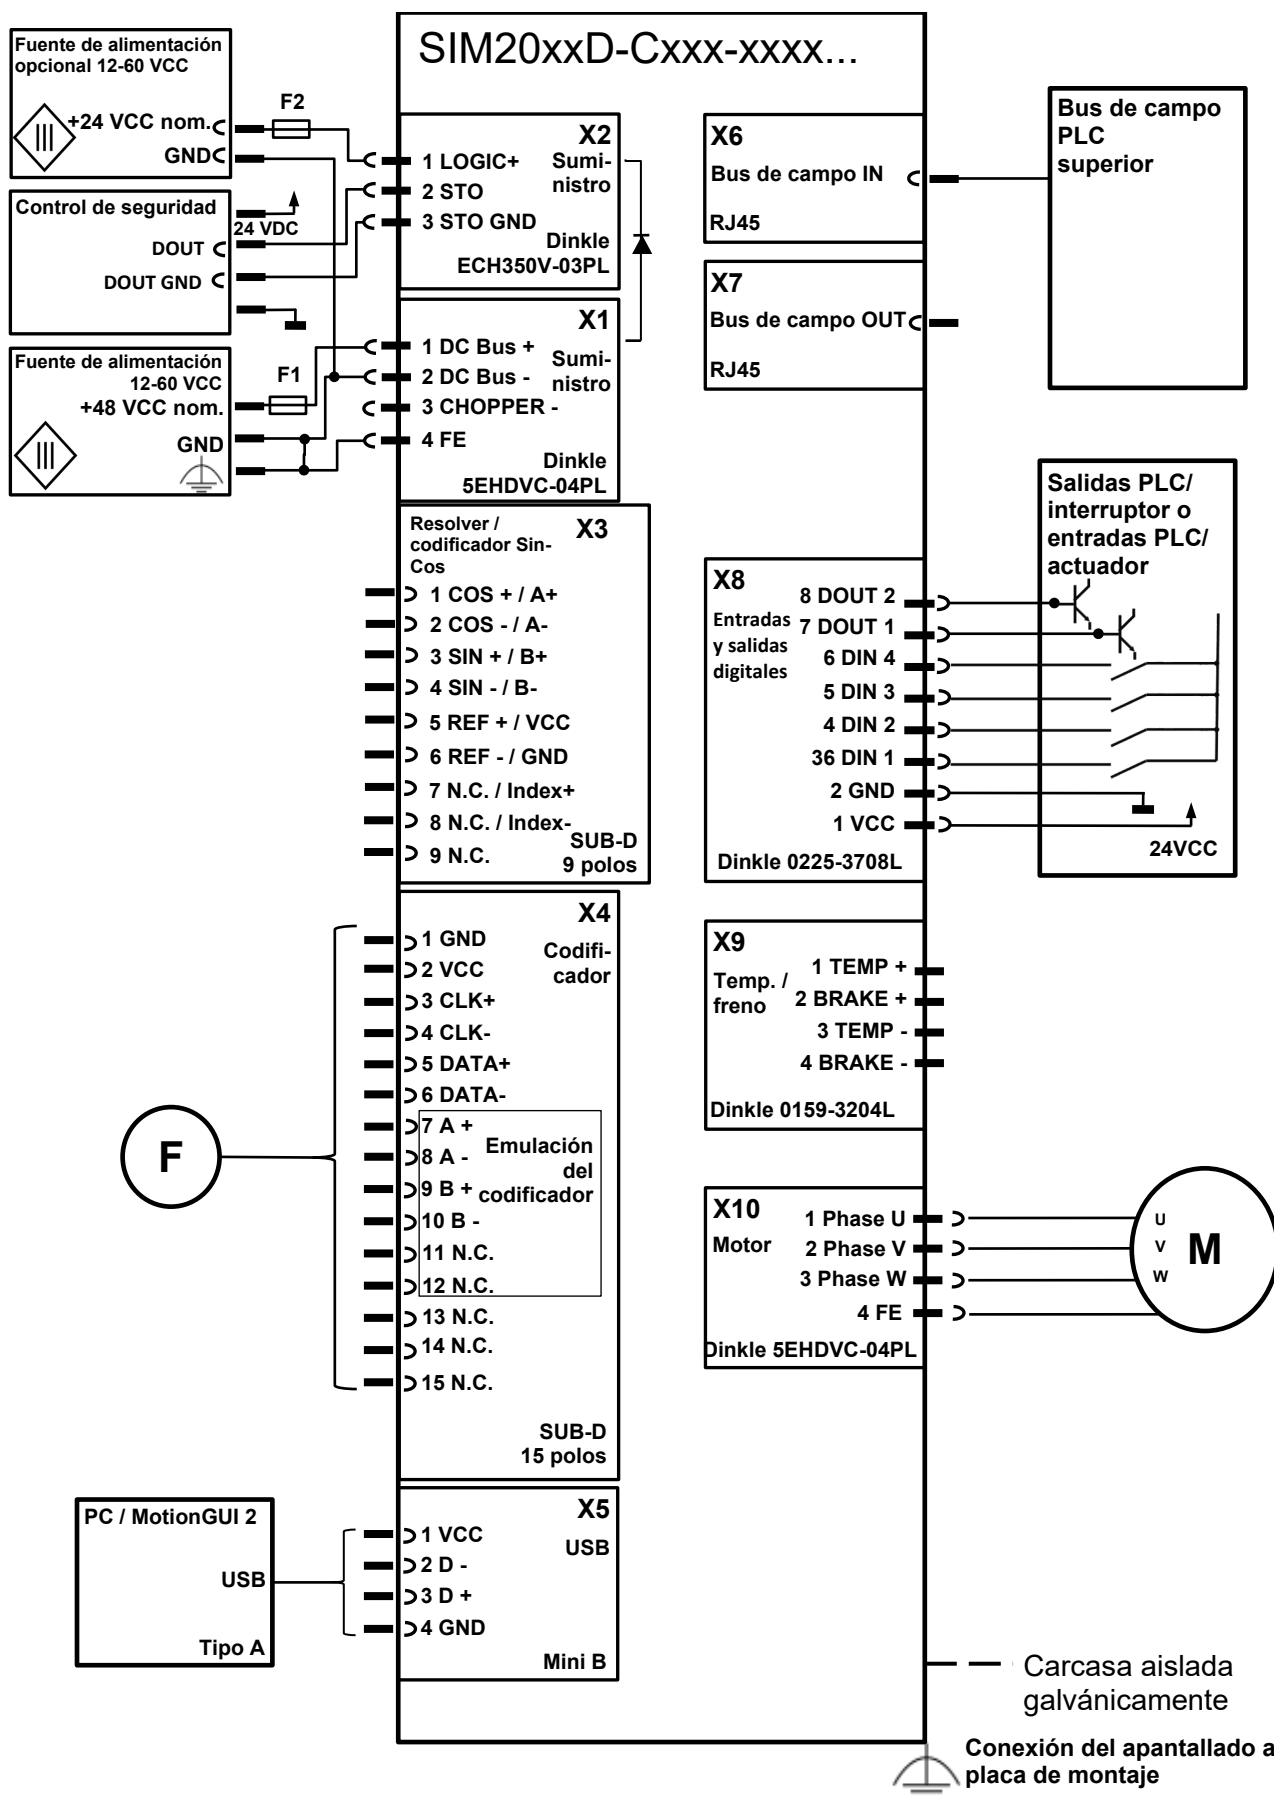 SIM20xxD-Cxxx-xxxx...
Fuente de alimentación
opcional 12-60 VCC
+24 VCC nom.
GND
F2
Control de seguridad
24 VDC
DOUT
DOUT GND
Fuente de alimentación
12-60 VCC
+48 VCC nom.
GND
F1
X2
Sumi-
nistro
1 LOGIC+
2 STO
3 STO GND
Dinkle
ECH350V-03PL
X1
Sumi-
nistro
1 DC Bus +
2 DC Bus -
3 CHOPPER -
4 FE
Dinkle
5EHDVC-04PL
Resolver /
codificador Sin-
Cos
X3
1 COS + / A+
2 COS - / A-
3 SIN + / B+
4 SIN - / B-
5 REF + / VCC
6 REF - / GND
7 N.C. / Index+
8 N.C. / Index-
9 N.C.
SUB-D
9 polos
X4
Codifi-
cador
1 GND
2 VCC
3 CLK+
4 CLK-
5 DATA+
6 DATA-
7 A +
8 A -
9 B +
10 B -
11 N.C.
12 N.C.
Emulación
del
codificador
13 N.C.
14 N.C.
15 N.C.
SUB-D
15 polos
F
PC / MotionGUI 2
USB
Tipo A
X5
USB
1 VCC
2 D -
3 D +
4 GND
Mini B
X6
Bus de campo IN
RJ45
X7
Bus de campo OUT
RJ45
Bus de campo
PLC
superior
X8
Entradas
y salidas
digitales
8 DOUT 2
7 DOUT 1
6 DIN 4
5 DIN 3
4 DIN 2
36 DIN 1
2 GND
1 VCC
Dinkle 0225-3708L
Salidas PLC/
interruptor o
entradas PLC/
actuador
24VCC
X9
Temp. /
freno
1 TEMP +
2 BRAKE +
3 TEMP -
4 BRAKE -
Dinkle 0159-3204L
X10
Motor
1 Phase U
2 Phase V
3 Phase W
4 FE
Dinkle 5EHDVC-04PL
U
V
W
M
Carcasa aislada
galvánicamente
Conexión del apantallado a
placa de montaje